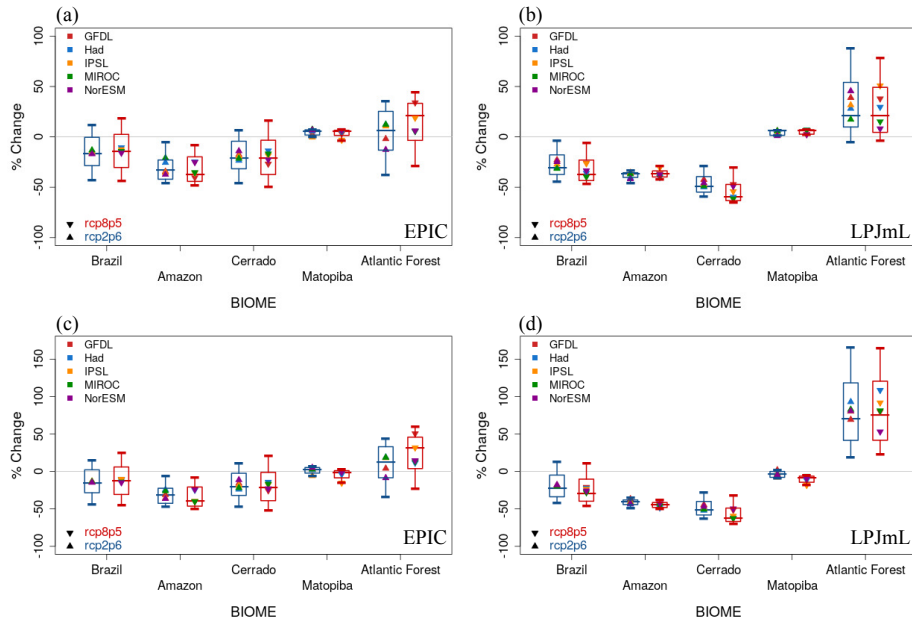 (a)
% Change
100
50
0
-50
-100
GFDL
Had
IPSL
MIROC
NorESM
rcp8p5
rcp2p6
EPIC
Brazil
Cerrado
Atlantic Forest
Amazon
Matopiba
BIOME
(b)
% Change
100
50
0
-50
-100
GFDL
Had
IPSL
MIROC
NorESM
rcp8p5
rcp2p6
LPJmL
Brazil
Cerrado
Atlantic Forest
Amazon
Matopiba
BIOME
(c)
% Change
150
100
50
0
-50
-100
GFDL
Had
IPSL
MIROC
NorESM
rcp8p5
rcp2p6
EPIC
Brazil
Cerrado
Atlantic Forest
Amazon
Matopiba
BIOME
(d)
% Change
150
100
50
0
-50
-100
GFDL
Had
IPSL
MIROC
NorESM
rcp8p5
rcp2p6
LPJmL
Brazil
Cerrado
Atlantic Forest
Amazon
Matopiba
BIOME